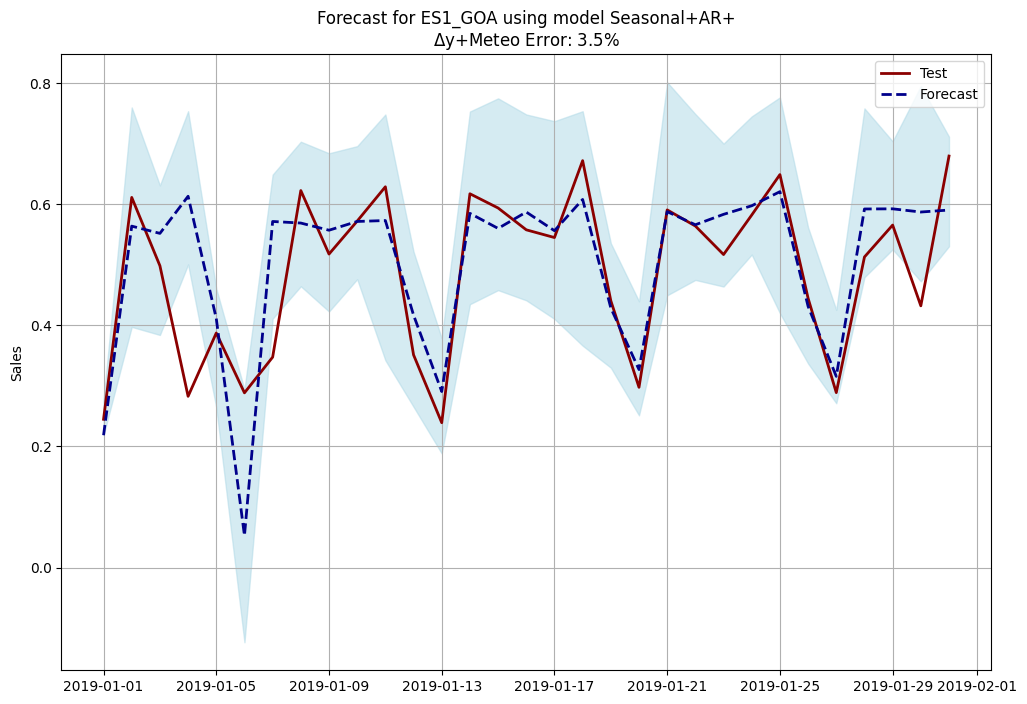 Forecast for ES1_GOA using model Seasonal+AR+
Δy+Meteo Error: 3.5%
Test
Forecast
0.8
0.6
0.4
0.2
0.0
Sales
2019-01-01
2019-01-05
2019-01-09
2019-01-13
2019-01-17
2019-01-21
2019-01-25
2019-01-29
2019-02-01